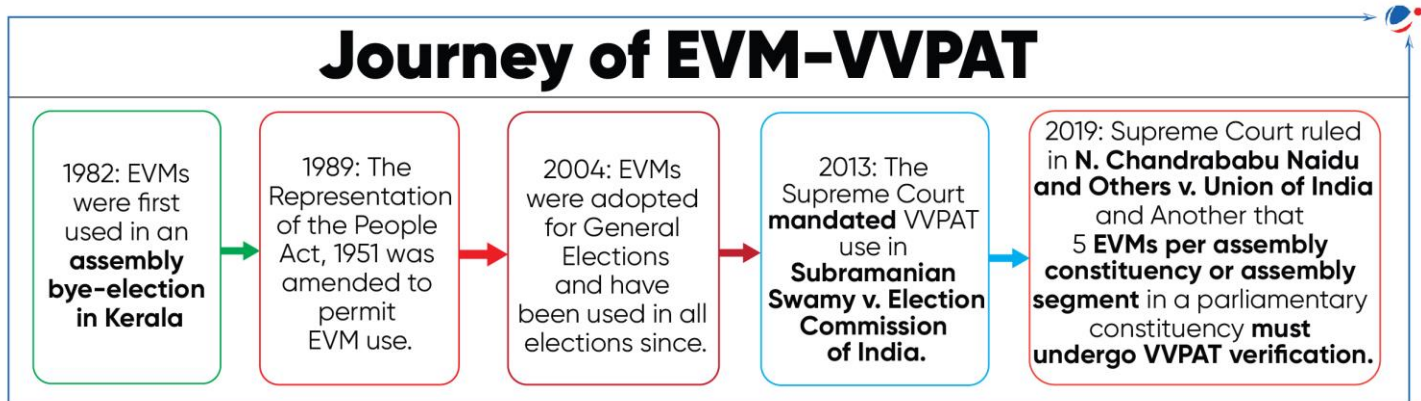 Journey of EVM-VVPAT
1982: EVMs
were first
used in an
assembly
bye-election
in Kerala
1989: The
Representation
of the People
Act, 1951 was
amended to
permit
EVM use.
2004: EVMs
were adopted
for General
Elections
and have
been used in all
elections since.
2013: The
Supreme Court
mandated VVPAT
use in
Subramanian
Swamy v. Election
Commission
of India.
2019: Supreme Court ruled
in N. Chandrababu Naidu
and Others v. Union of India
and Another that
5 EVMs per assembly
constituency or assembly
segment in a parliamentary
constituency must
undergo VVPAT verification.